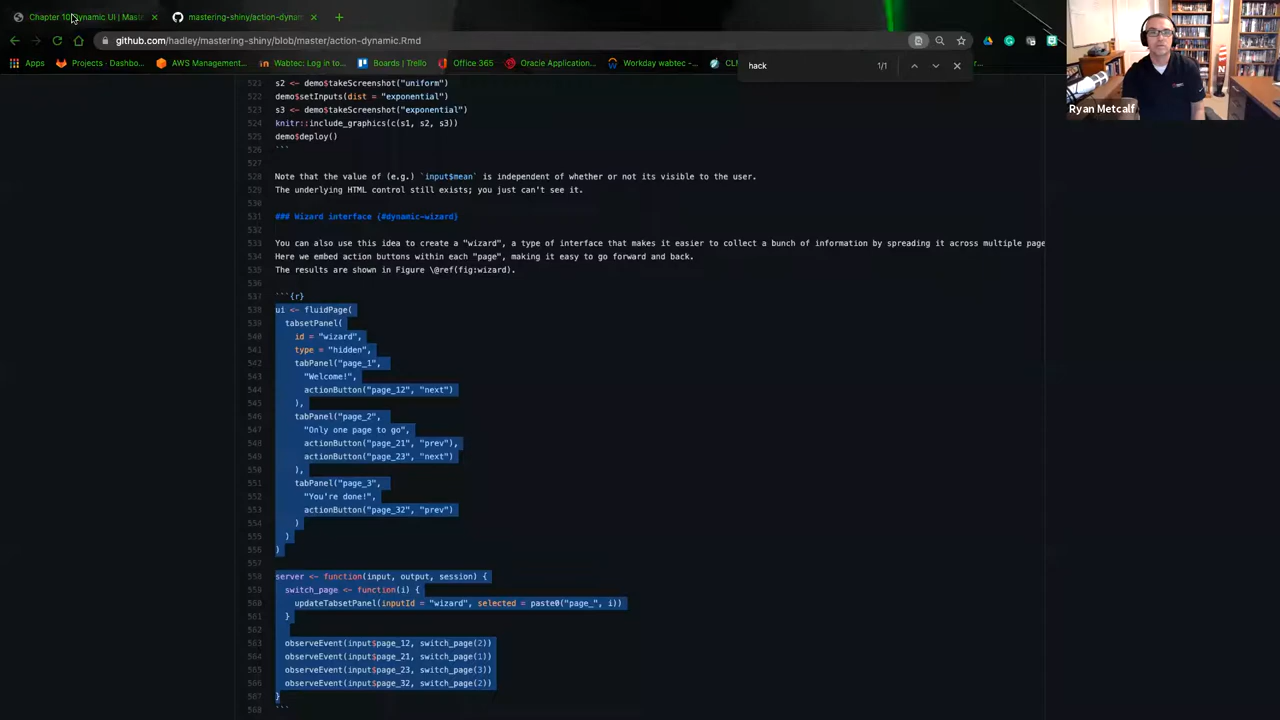 Chapter 10 Dynamic UI | Maste
mastering-shiny/action-dynam
github.com/hadley/mastering-shiny/blob/master/action-dynamic.Rmd
Apps
Projects · Dashbo...
AWS Management...
Wabtec: Log in to...
Boards | Trello
Office 365
Oracle Application...
Workday wabtec -...
CLM
hack
1/1
Ryan Metcalf
521 s2 <- demo$takeScreenshot("uniform")
522 demo$setInputs(dist = "exponential")
523 s3 <- demo$takeScreenshot("exponential")
524 knitr::include_graphics(c(s1, s2, s3))
525 demo$deploy()
526 ```
527
528 Note that the value of (e.g.) `input$mean` is independent of whether or not its visible to the user.
529 The underlying HTML control still exists; you just can't see it.
530
531 ### Wizard interface {#dynamic-wizard}
532
533 You can also use this idea to create a "wizard", a type of interface that makes it easier to collect a bunch of information by spreading it across multiple page
534 Here we embed action buttons within each "page", making it easy to go forward and back.
535 The results are shown in Figure \@ref(fig:wizard).
536
537 ```{r}
538 ui <- fluidPage(
539 tabsetPanel(
540 id = "wizard",
541 type = "hidden",
542 tabPanel("page_1",
543 "Welcome!",
544 actionButton("page_12", "next")
545 ),
546 tabPanel("page_2",
547 "Only one page to go",
548 actionButton("page_21", "prev"),
549 actionButton("page_23", "next")
550 ),
551 tabPanel("page_3",
552 "You're done!",
553 actionButton("page_32", "prev")
554 )
555 )
556 )
557
558 server <- function(input, output, session) {
559 switch_page <- function(i) {
560 updateTabsetPanel(inputId = "wizard", selected = paste0("page_", i))
561 }
562
563 observeEvent(input$page_12, switch_page(2))
564 observeEvent(input$page_21, switch_page(1))
565 observeEvent(input$page_23, switch_page(3))
566 observeEvent(input$page_32, switch_page(2))
567 }
568 ```